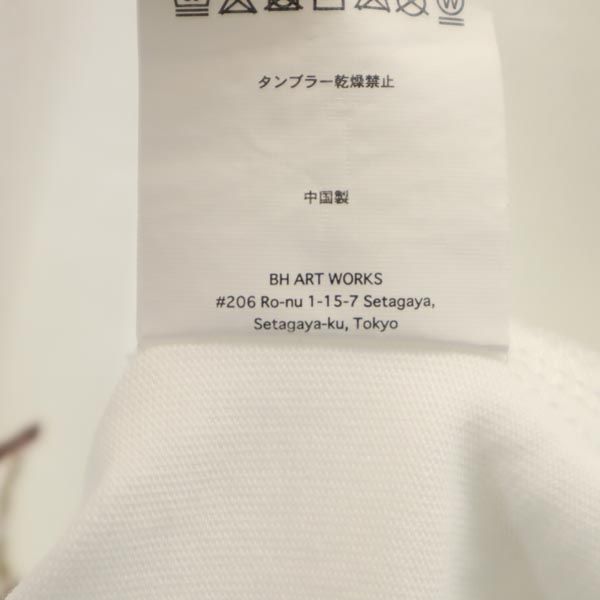 タンブラー乾燥禁止
中国製
BH ART WORKS
#206 Ro-nu 1-15-7 Setagaya,
Setagaya-ku, Tokyo